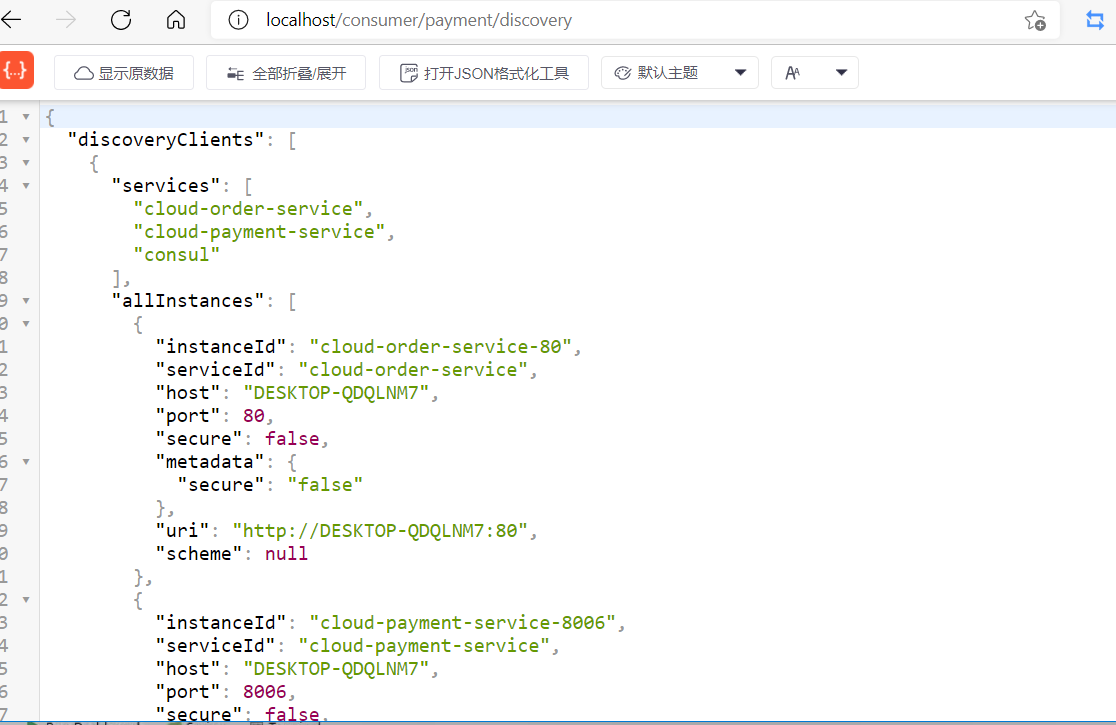 localhost/consumer/payment/discovery
{..} 显示原数据 全部折叠/展开 json 打开JSON格式化工具 默认主题 AA
1 {
2 "discoveryClients": [
3 {
4 "services": [
5 "cloud-order-service",
6 "cloud-payment-service",
7 "consul"
8 ],
9 "allInstances": [
0 {
1 "instanceId": "cloud-order-service-80",
2 "serviceId": "cloud-order-service",
3 "host": "DESKTOP-QDQLNM7",
4 "port": 80,
5 "secure": false,
6 "metadata": {
7 "secure": "false"
8 },
9 "uri": "http://DESKTOP-QDQLNM7:80",
0 "scheme": null
1 },
2 {
3 "instanceId": "cloud-payment-service-8006",
4 "serviceId": "cloud-payment-service",
5 "host": "DESKTOP-QDQLNM7",
6 "port": 8006,
7 "secure": false,